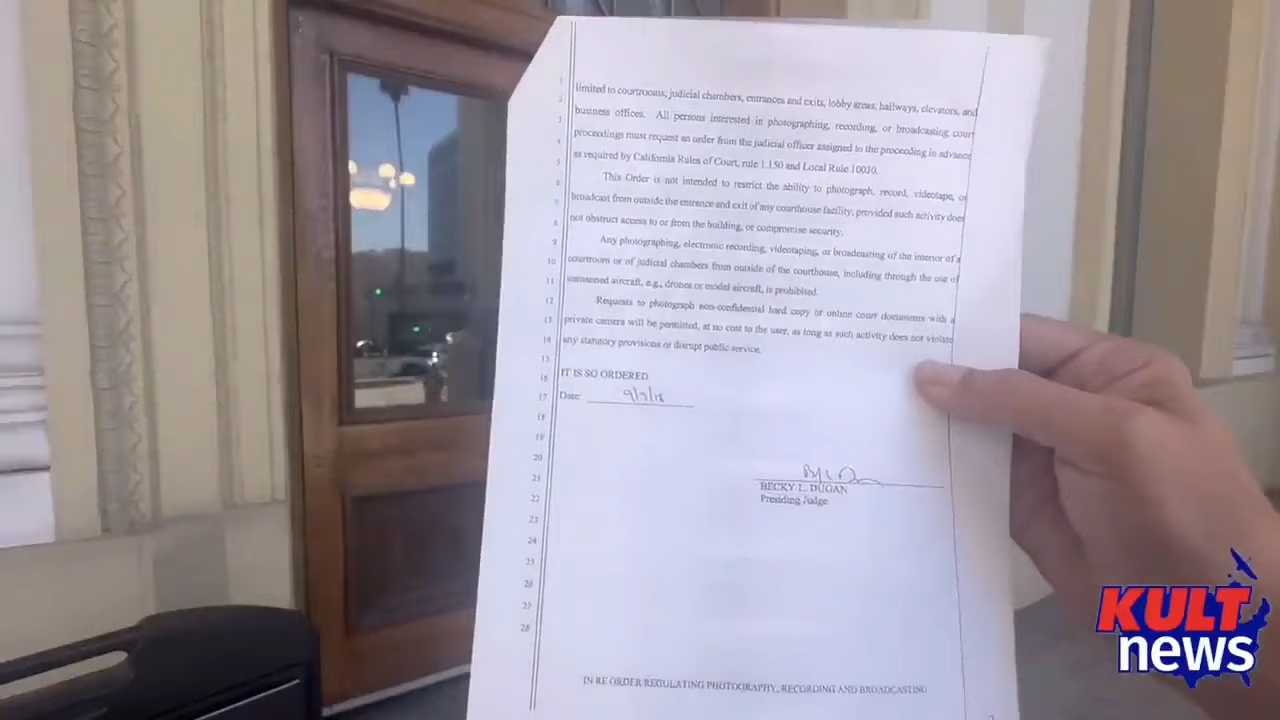 limited to courtrooms, judicial chambers, entrances and exits, lobby areas, hallways, elevators, and
business offices. All persons interested in photographing, recording, or broadcasting court
proceedings must request an order from the judicial officer assigned to the proceeding in advance
as required by California Rules of Court, rule 1.150 and Local Rule 10030.
This Order is not intended to restrict the ability to photograph, record, videotape, or
broadcast from outside the entrance and exit of any courthouse facility, provided such activity does
not obstruct access to or from the building, or compromise security.
Any photographing, electronic recording, videotaping, or broadcasting of the interior of a
courtroom or of judicial chambers from outside of the courthouse, including through the use of
unmanned aircraft, e.g., drones or model aircraft, is prohibited.
Requests to photograph non-confidential hard copy or online court documents with a
private camera will be permitted, at no cost to the user, as long as such activity does not violate
any statutory provisions or disrupt public service.
IT IS SO ORDERED
Date:
BECKY L. DUGAN
Presiding Judge
IN RE ORDER REGULATING PHOTOGRAPHY, RECORDING AND BROADCASTING
KULT
news